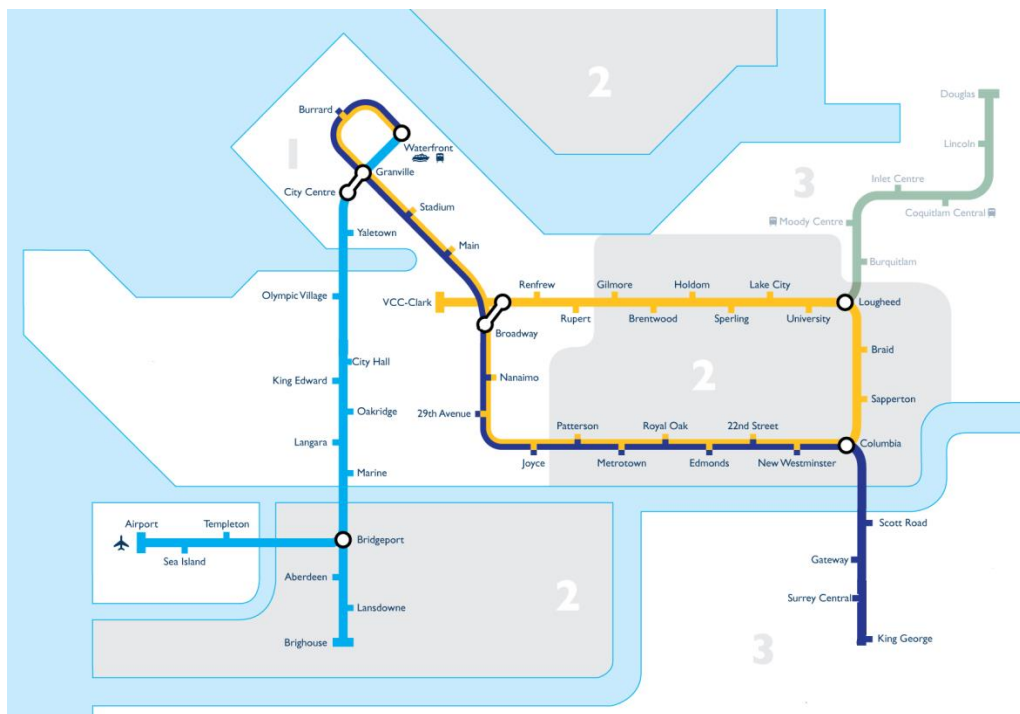 2
Douglas
Burrard
Lincoln
Waterfront
1
Granville
3
Inlet Centre
City Centre
Stadium
Coquitlam Central
Moody Centre
Yaletown
Main
Burquitlam
Renfrew
Gilmore
Holdom
Lake City
Olympic Village
VCC-Clark
Lougheed
Rupert
Brentwood
Sperling
University
Broadway
Braid
City Hall
Nanaimo
2
King Edward
Sapperton
Oakridge
29th Avenue
Patterson
Royal Oak
22nd Street
Langara
Columbia
Joyce
Metrotown
Edmonds
New Westminster
Marine
Airport
Templeton
Scott Road
Bridgeport
Sea Island
Gateway
Aberdeen
2
Surrey Central
Lansdowne
Brighouse
King George
3